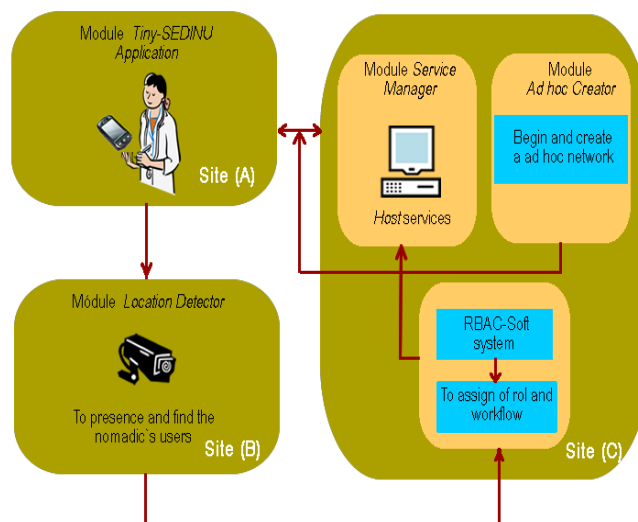 Module Tiny-SEDINU
Application
Site (A)
Módule Location Detector
To presence and find the
nomadic`s users
Site (B)
Module Service
Manager
Host services
Module
Ad hoc Creator
Begin and create
a ad hoc network
RBAC-Soft
system
To assign of rol and
workflow
Site (C)